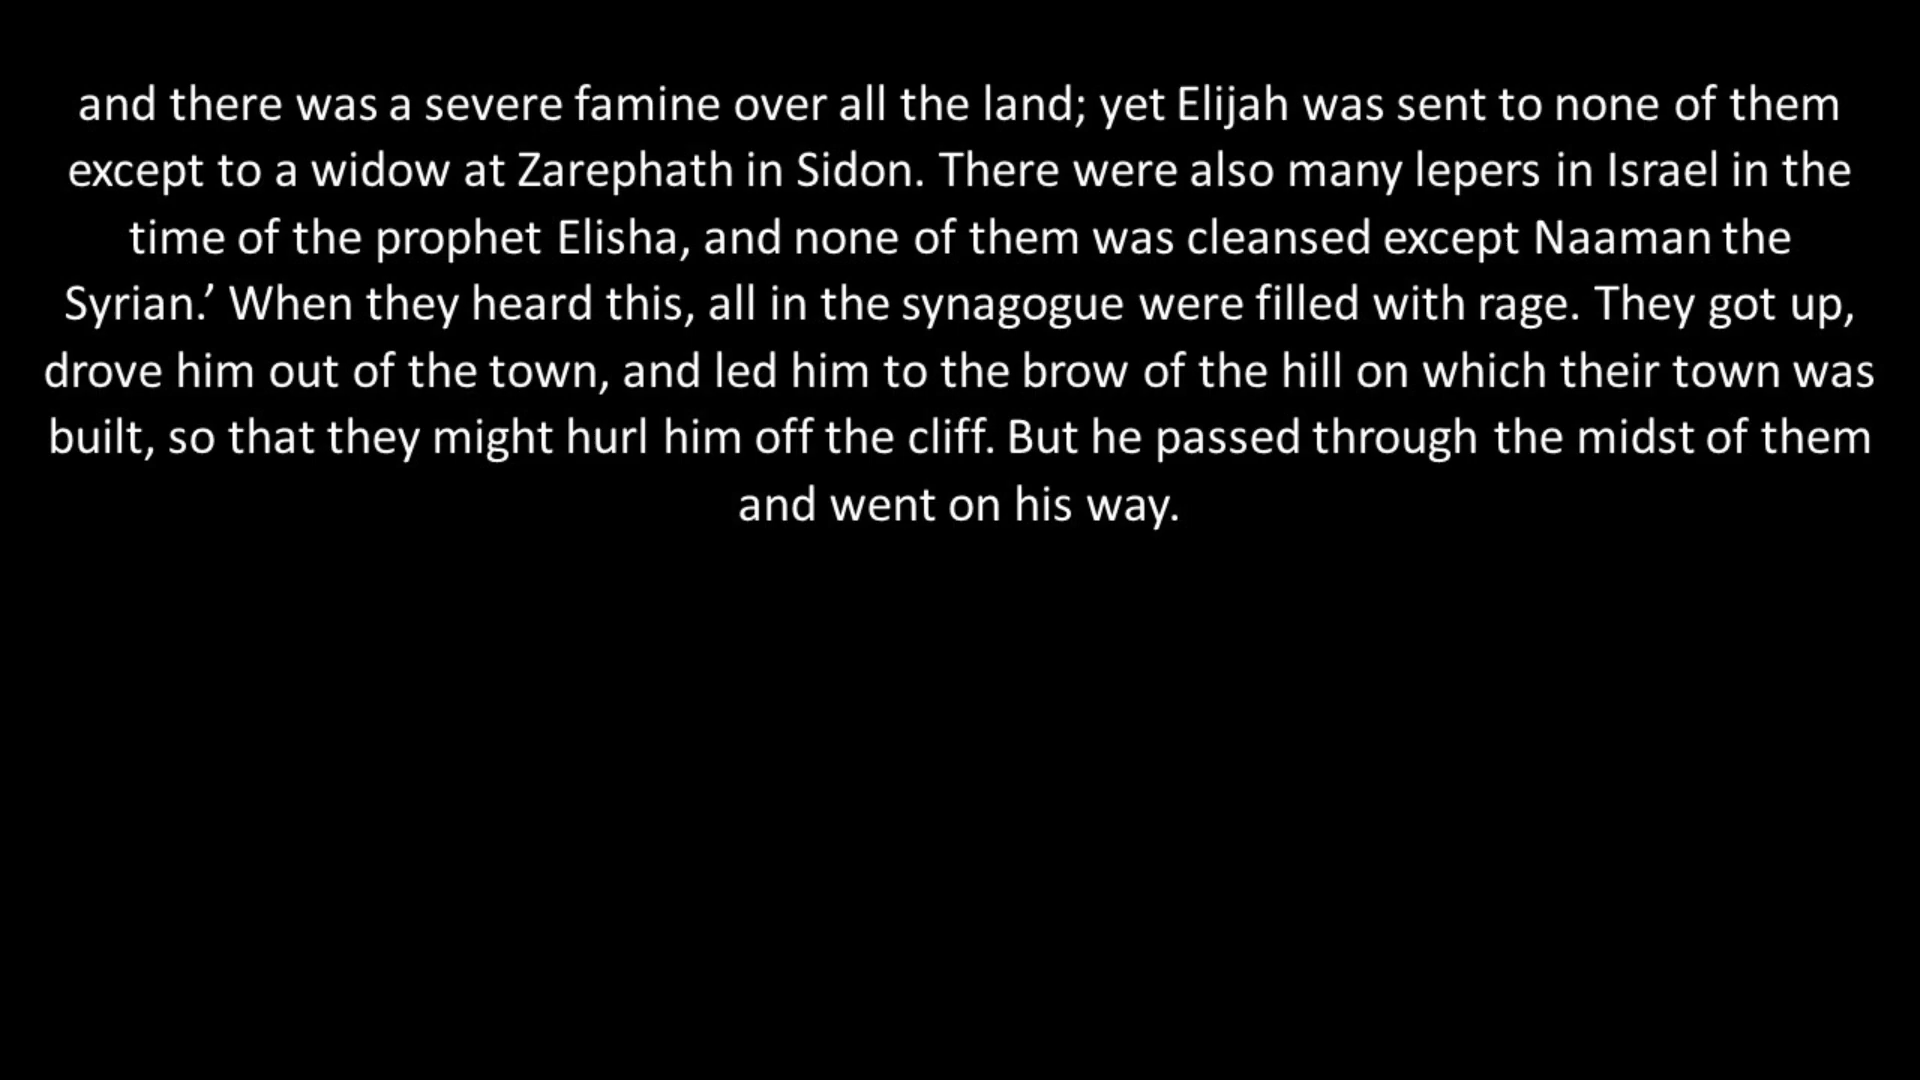 and there was a severe famine over all the land; yet Elijah was sent to none of them
except to a widow at Zarephath in Sidon. There were also many lepers in Israel in the
time of the prophet Elisha, and none of them was cleansed except Naaman the
Syrian.’ When they heard this, all in the synagogue were filled with rage. They got up,
drove him out of the town, and led him to the brow of the hill on which their town was
built, so that they might hurl him off the cliff. But he passed through the midst of them
and went on his way.